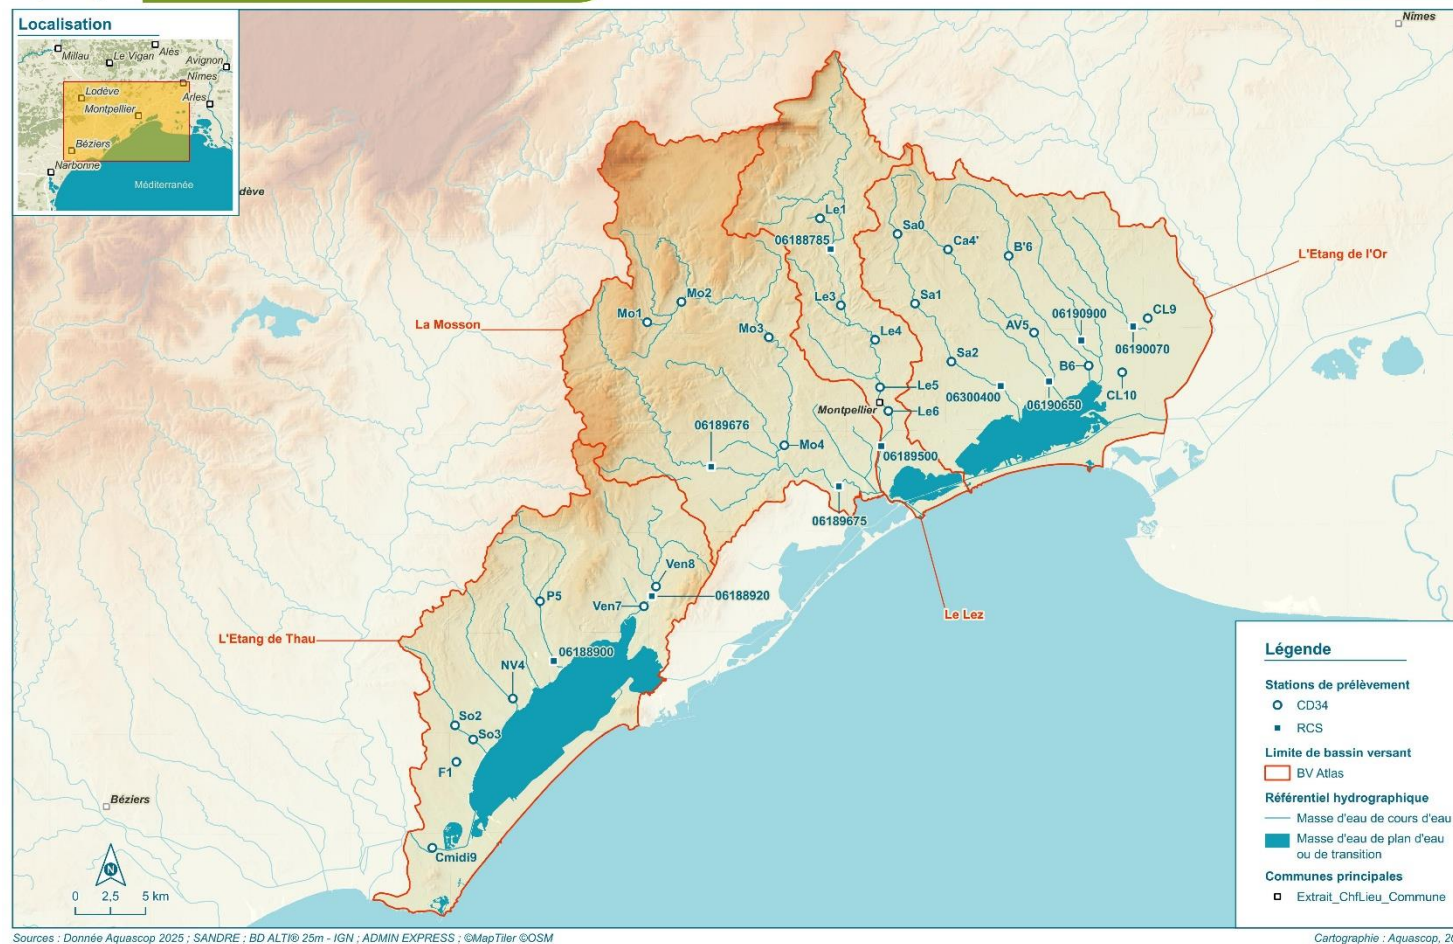 Localisation
Millau
Le Vigan
Alès
Avignon
Nîmes
Lodève
Arles
Montpellier
Béziers
Narbonne
Méditerranée
dève
Nîmes
Le1
06188785
Sa0
Ca4'
B'6
L'Etang de l'Or
Mo2
Mo1
La Mosson
Le3
Sa1
Mo3
Le4
AV5
06190900
CL9
06190070
Sa2
B6
Le5
06300400
06190650
CL10
Montpellier
Le6
06189676
Mo4
06189500
06189675
Ven8
06188920
P5
Ven7
Le Lez
L'Etang de Thau
06188900
NV4
So2
So3
F1
Béziers
Cmidi9
N
0 2,5 5 km
Légende
Stations de prélèvement
CD34
RCS
Limite de bassin versant
BV Atlas
Référentiel hydrographique
Masse d'eau de cours d'eau
Masse d'eau de plan d'eau
ou de transition
Communes principales
Extrait_ChfLieu_Commune
Sources : Donnée Aquascop 2025 ; SANDRE ; BD ALTI® 25m - IGN ; ADMIN EXPRESS ; ©MapTiler ©OSM
Cartographie : Aquascop, 20